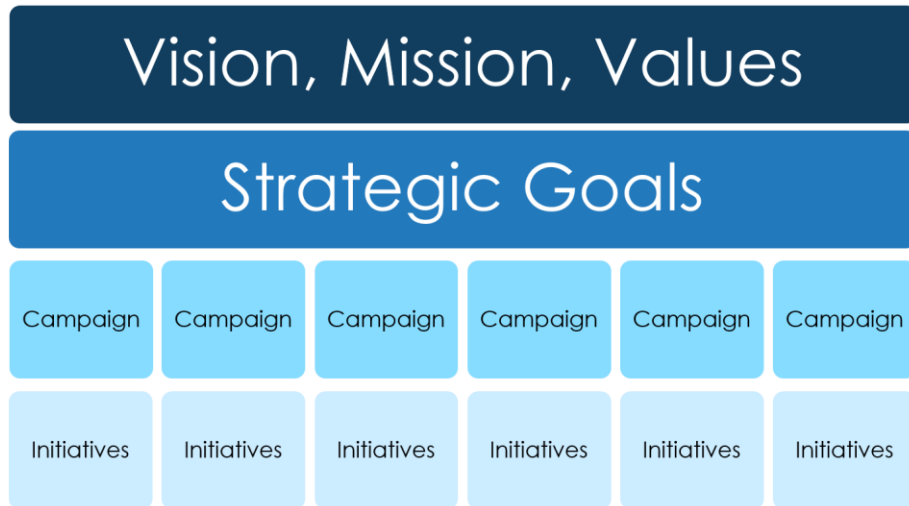 Vision, Mission, Values
Strategic Goals
Campaign Campaign Campaign Campaign Campaign Campaign
Initiatives Initiatives Initiatives Initiatives Initiatives Initiatives